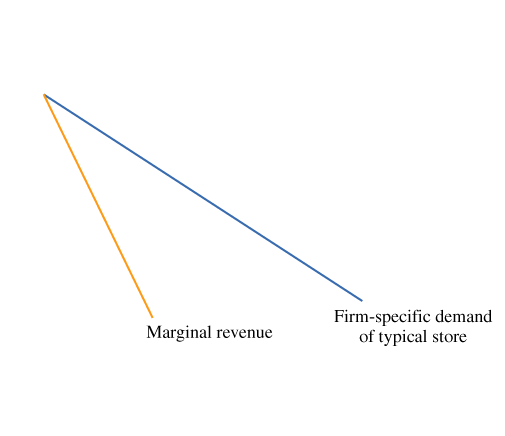 Firm-specific demand
of typical store
Marginal revenue